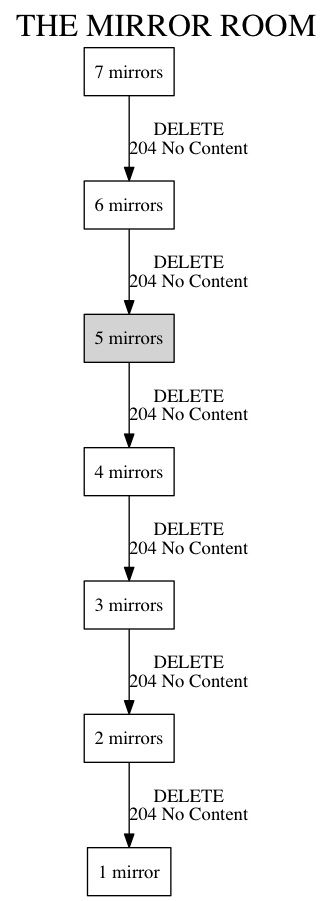 THE MIRROR ROOM
7 mirrors
DELETE
204 No Content
6 mirrors
DELETE
204 No Content
5 mirrors
DELETE
204 No Content
4 mirrors
DELETE
204 No Content
3 mirrors
DELETE
204 No Content
2 mirrors
DELETE
204 No Content
1 mirror